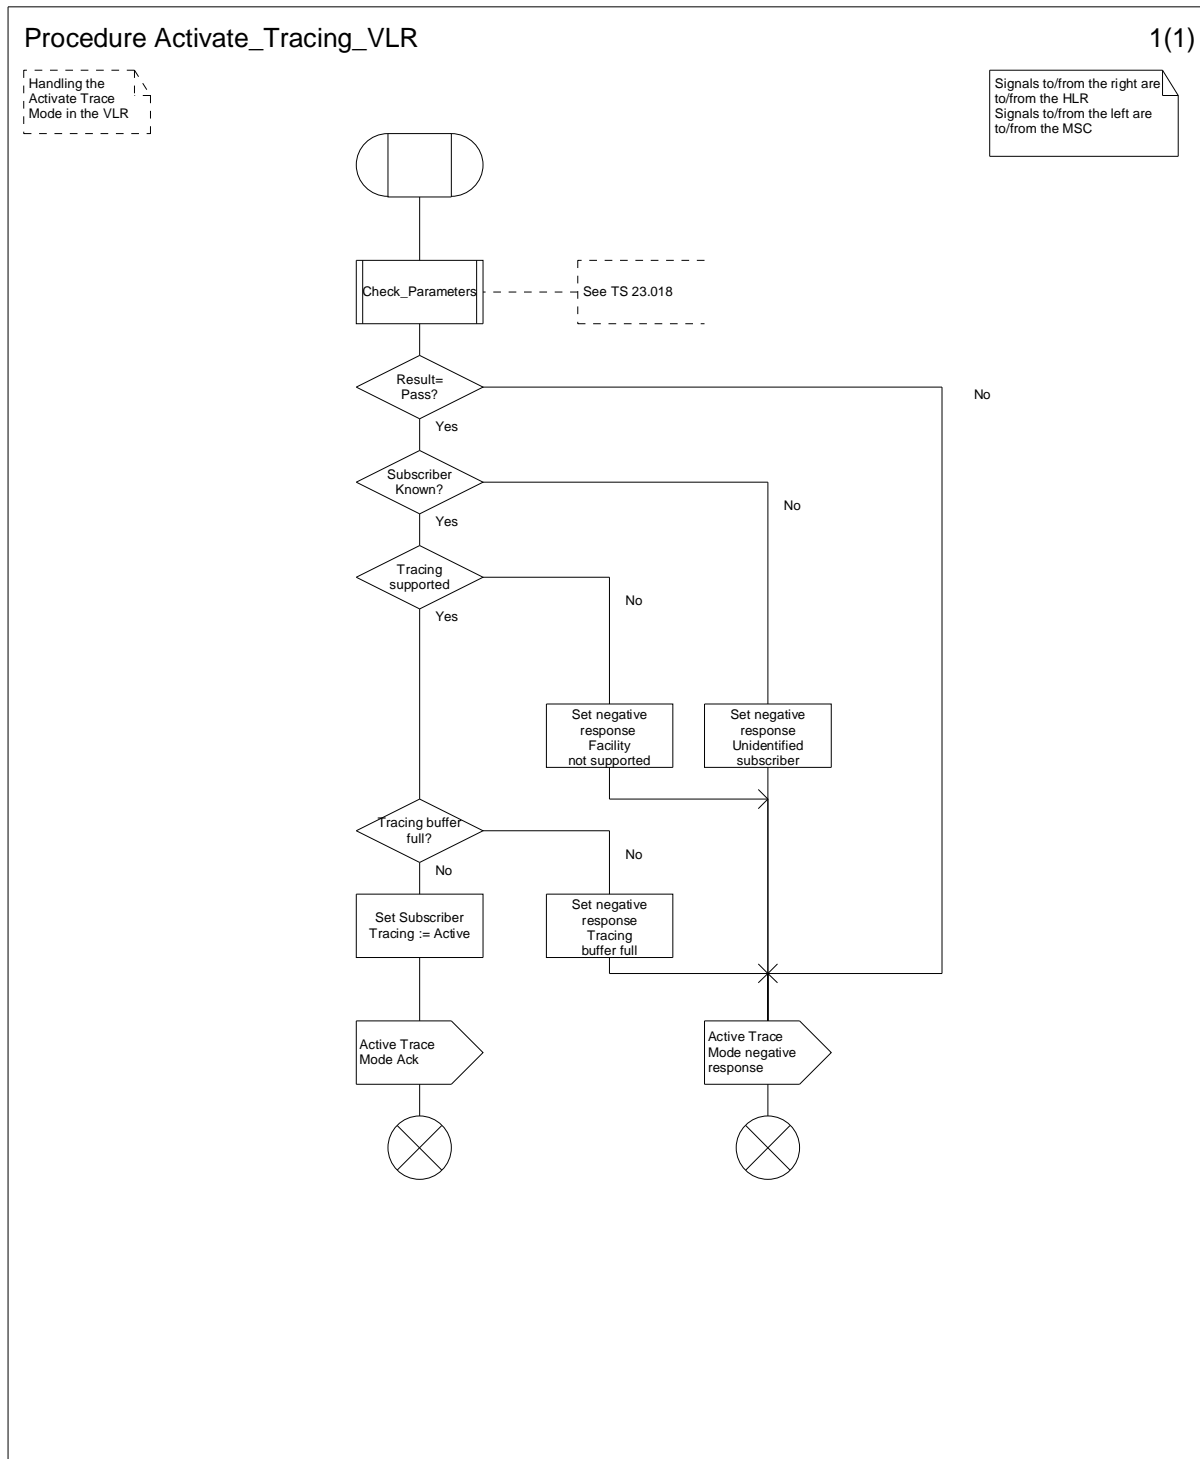 Procedure Activate_Tracing_VLR
1(1)
Handling the
Activate Trace
Mode in the VLR
Signals to/from the right are
to/from the HLR
Signals to/from the left are
to/from the MSC
Check_Parameters
See TS 23.018
Result=
Pass?
No
Yes
Subscriber
Known?
No
Yes
Tracing
supported
No
Yes
Set negative
response
Facility
not supported
Set negative
response
Unidentified
subscriber
Tracing buffer
full?
No
No
Set Subscriber
Tracing := Active
Set negative
response
Tracing
buffer full
Active Trace
Mode Ack
Active Trace
Mode negative
response